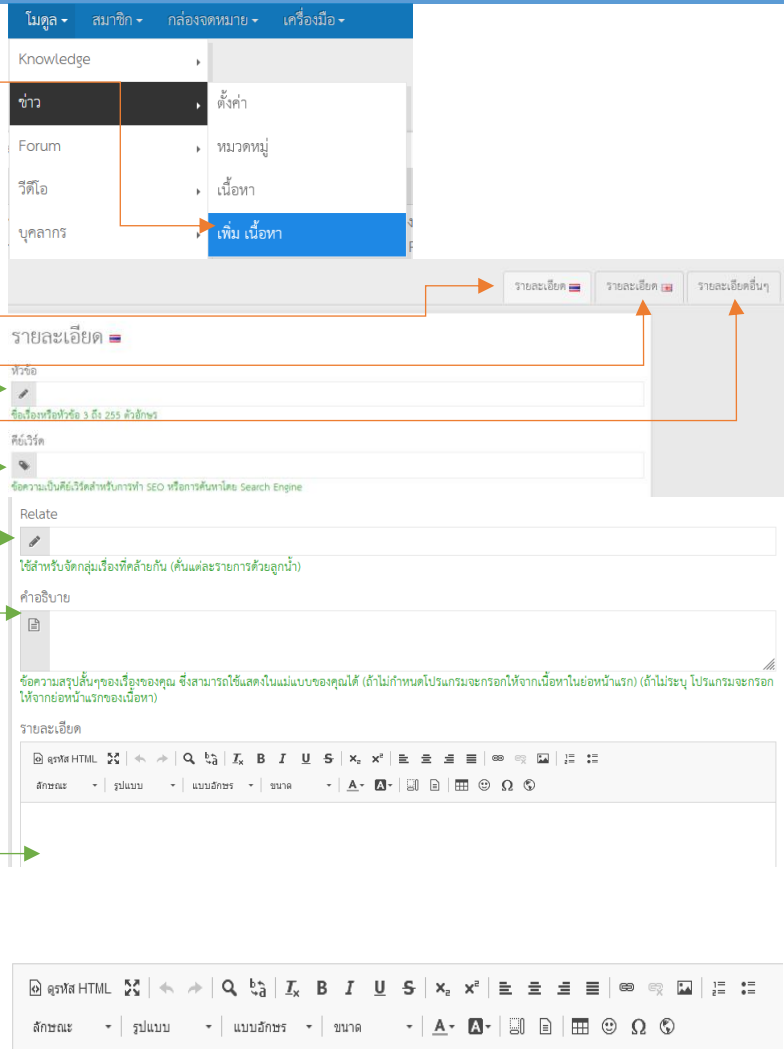 โมดูล สมาชิก กล่องจดหมาย เครื่องมือ
Knowledge
ข่าว
ตั้งค่า
Forum
หมวดหมู่
วีดีโอ
เนื้อหา
บุคลากร
เพิ่ม เนื้อหา
รายละเอียด รายละเอียด รายละเอียดอื่นๆ
รายละเอียด
หัวข้อ
ชื่อเรื่องหรือหัวข้อ 3 ถึง 255 ตัวอักษร
คีย์เวิร์ด
ข้อความเป็นคีย์เวิร์ดสำหรับการทำ SEO หรือการค้นหาโดย Search Engine
Relate
ใช้สำหรับจัดกลุ่มเรื่องที่คล้ายกัน (คั่นแต่ละรายการด้วยลูกน้ำ)
คำอธิบาย
ข้อความสรุปสั้นๆของเรื่องของคุณ ซึ่งสามารถใช้แสดงในแม่แบบของคุณได้ (ถ้าไม่กำหนดโปรแกรมจะกรอกให้จากเนื้อหาในย่อหน้าแรก) (ถ้าไม่ระบุ โปรแกรมจะกรอก
ให้จากย่อหน้าแรกของเนื้อหา)
รายละเอียด
ดูรหัส HTML
ลักษณะ รูปแบบ แบบอักษร ขนาด
ดูรหัส HTML
ลักษณะ รูปแบบ แบบอักษร ขนาด